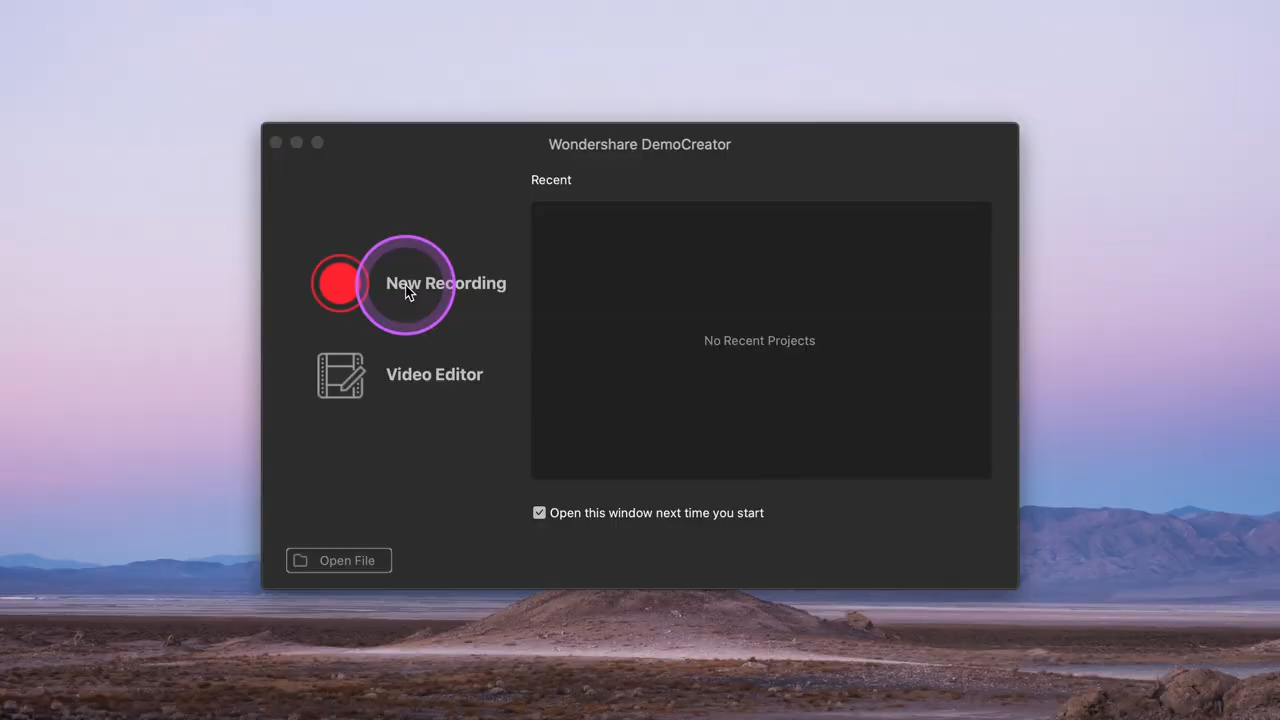 Wondershare DemoCreator
Recent
New Recording
No Recent Projects
Video Editor
Open this window next time you start
Open File